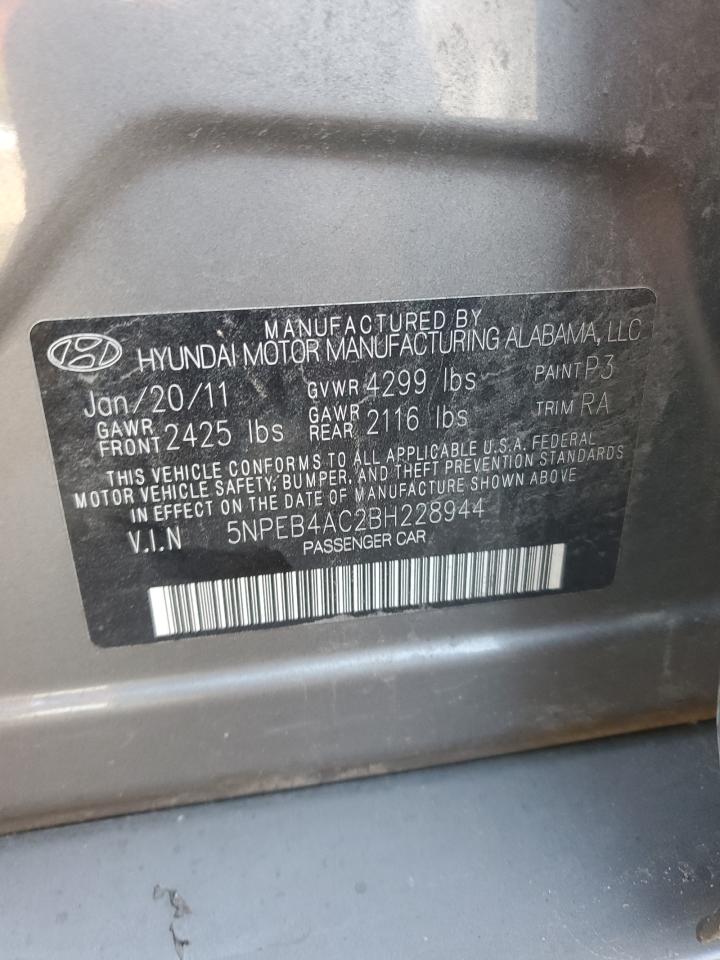 MANUFACTURED BY
HYUNDAI MOTOR MANUFACTURING ALABAMA, LLC
Jan/20/11 GVWR 4299 lbs PAINT P3
GAWR FRONT 2425 lbs GAWR REAR 2116 lbs TRIM RA
THIS VEHICLE CONFORMS TO ALL APPLICABLE U.S.A. FEDERAL
MOTOR VEHICLE SAFETY, BUMPER, AND THEFT PREVENTION STANDARDS
IN EFFECT ON THE DATE OF MANUFACTURE SHOWN ABOVE.
V.I.N 5NPEB4AC2BH228944
PASSENGER CAR